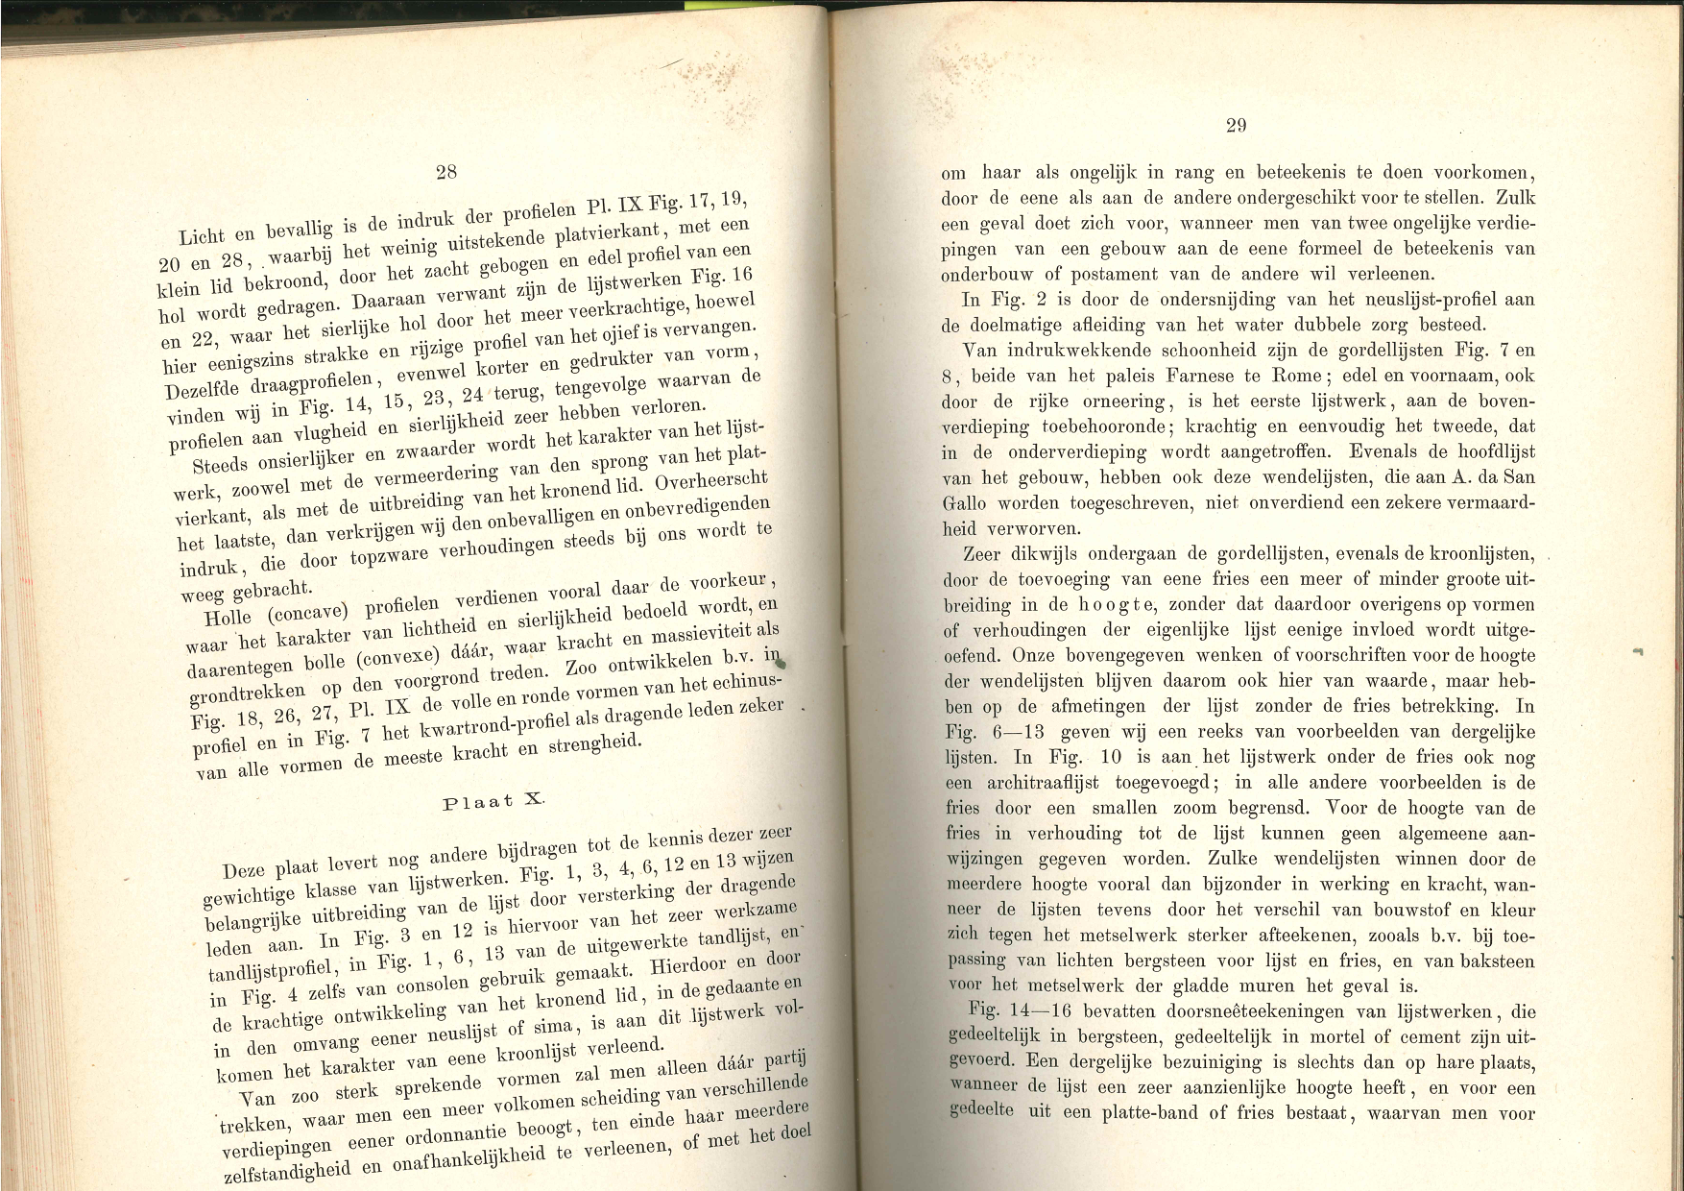 28
Licht en bevallig is de indruk der profielen Pl. IX Fig. 17, 19,
20 en 28, waarbij het weinig uitstekende platvierkant, met een
klein lid bekroond, door het zacht gebogen en edel profiel van een
hol wordt gedragen. Daaraan verwant zijn de lijstwerken Fig. 16
en 22, waar het sierlijke hol door het meer veerkrachtige, hoewel
hier eenigszins strakke en rijzige profiel van het ojief is vervangen.
Dezelfde draagprofielen, evenwel korter en gedrukter van vorm,
vinden wij in Fig. 14, 15, 23, 24 terug, tengevolge waarvan de
profielen aan vlugheid en sierlijkheid zeer hebben verloren.
Steeds onsierlijker en zwaarder wordt het karakter van het lijst-
werk, zoowel met de vermeerdering van den sprong van het plat-
vierkant, als met de uitbreiding van het kronend lid. Overheerscht
het laatste, dan verkrijgen wij den onbevalligen en onbevredigenden
indruk, die door topzware verhoudingen steeds bij ons wordt te
weeg gebracht.
Holle (concave) profielen verdienen vooral daar de voorkeur,
waar het karakter van lichtheid en sierlijkheid bedoeld wordt, en
daarentegen bolle (convexe) dáár, waar kracht en massieviteit als
grondtrekken op den voorgrond treden. Zoo ontwikkelen b.v. in
Fig. 18, 26, 27, Pl. IX de volle en ronde vormen van het echinus-
profiel en in Fig. 7 het kwartrond-profiel als dragende leden zeker
van alle vormen de meeste kracht en strengheid.
Plaat X.
Deze plaat levert nog andere bijdragen tot de kennis dezer zeer
gewichtige klasse van lijstwerken. Fig. 1, 3, 4, 6, 12 en 13 wijzen
belangrijke uitbreiding van de lijst door versterking der dragende
leden aan. In Fig. 3 en 12 is hiervoor van het zeer werkzame
tandlijstprofiel, in Fig. 1, 6, 13 van de uitgewerkte tandlijst, en
in Fig. 4 zelfs van consolen gebruik gemaakt. Hierdoor en door
de krachtige ontwikkeling van het kronend lid, in de gedaante en
in den omvang eener neuslijst of sima, is aan dit lijstwerk vol-
komen het karakter van eene kroonlijst verleend.
Van zoo sterk sprekende vormen zal men alleen dáár partij
trekken, waar men een meer volkomen scheiding van verschillende
verdiepingen eener ordonnantie beoogt, ten einde haar meerdere
zelfstandigheid en onafhankelijkheid te verleenen, of met het doel
29
om haar als ongelijk in rang en beteekenis te doen voorkomen,
door de eene als aan de andere ondergeschikt voor te stellen. Zulk
een geval doet zich voor, wanneer men van twee ongelijke verdie-
pingen van een gebouw aan de eene formeel de beteekenis van
onderbouw of postament van de andere wil verleenen.
In Fig. 2 is door de ondersnijding van het neuslijst-profiel aan
de doelmatige afleiding van het water dubbele zorg besteed.
Van indrukwekkende schoonheid zijn de gordellijsten Fig. 7 en
8, beide van het paleis Farnese te Rome; edel en voornaam, ook
door de rijke orneering, is het eerste lijstwerk, aan de boven-
verdieping toebehooronde; krachtig en eenvoudig het tweede, dat
in de onderverdieping wordt aangetroffen. Evenals de hoofdlijst
van het gebouw, hebben ook deze wendelijsten, die aan A. da San
Gallo worden toegeschreven, niet onverdiend een zekere vermaard-
heid verworven.
Zeer dikwijls ondergaan de gordellijsten, evenals de kroonlijsten,
door de toevoeging van eene fries een meer of minder groote uit-
breiding in de hoogte, zonder dat daardoor overigens op vormen
of verhoudingen der eigenlijke lijst eenige invloed wordt uitge-
oefend. Onze bovengegeven wenken of voorschriften voor de hoogte
der wendelijsten blijven daarom ook hier van waarde, maar heb-
ben op de afmetingen der lijst zonder de fries betrekking. In
Fig. 6—13 geven wij een reeks van voorbeelden van dergelijke
lijsten. In Fig. 10 is aan het lijstwerk onder de fries ook nog
een architraaflijst toegevoegd; in alle andere voorbeelden is de
fries door een smallen zoom begrensd. Voor de hoogte van de
fries in verhouding tot de lijst kunnen geen algemeene aan-
wijzingen gegeven worden. Zulke wendelijsten winnen door de
meerdere hoogte vooral dan bijzonder in werking en kracht, wan-
neer de lijsten tevens door het verschil van bouwstof en kleur
zich tegen het metselwerk sterker afteekenen, zooals b.v. bij toe-
passing van lichten bergsteen voor lijst en fries, en van baksteen
voor het metselwerk der gladde muren het geval is.
Fig. 14—16 bevatten doorsneêteekeningen van lijstwerken, die
gedeeltelijk in bergsteen, gedeeltelijk in mortel of cement zijn uit-
gevoerd. Een dergelijke bezuiniging is slechts dan op hare plaats,
wanneer de lijst een zeer aanzienlijke hoogte heeft, en voor een
gedeelte uit een platte-band of fries bestaat, waarvan men voor